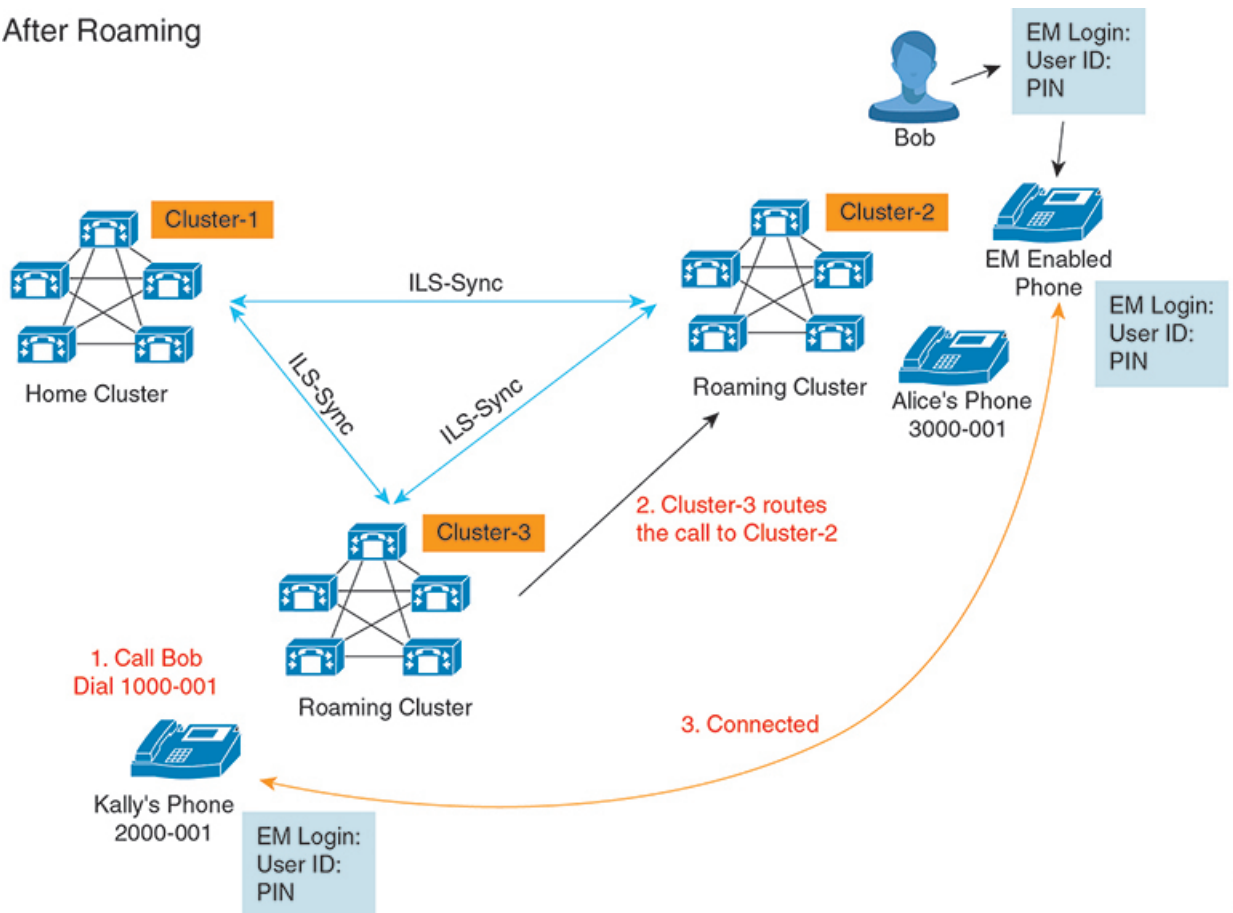 After Roaming
EM Login:
User ID:
PIN
Bob
Cluster-1
Cluster-2
EM Enabled
Phone
ILS-Sync
EM Login:
User ID:
PIN
Home Cluster
Roaming Cluster
ILS-Sync
ILS-Sync
Alice's Phone
3000-001
Cluster-3
2. Cluster-3 routes
the call to Cluster-2
1. Call Bob
Dial 1000-001
Roaming Cluster
3. Connected
Kally's Phone
2000-001
EM Login:
User ID:
PIN